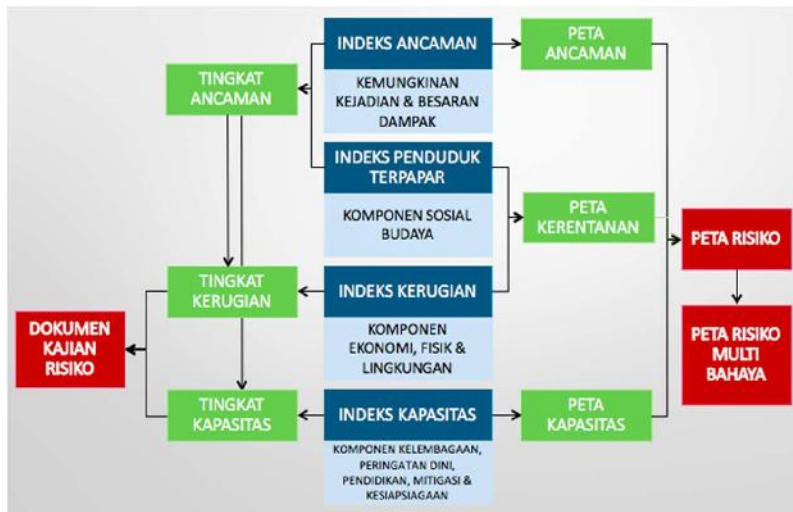 INDEKS ANCAMAN
KEMUNGKINAN
KEJADIAN & BESARAN
DAMPAK
PETA
ANCAMAN
TINGKAT
ANCAMAN
INDEKS PENDUDUK
TERPAPAR
KOMPONEN SOSIAL
BUDAYA
PETA
KERENTANAN
PETA RISIKO
TINGKAT
KERUGIAN
INDEKS KERUGIAN
KOMPONEN
EKONOMI, FISIK &
LINGKUNGAN
DOKUMEN
KAJIAN
RISIKO
PETA RISIKO
MULTI
BAHAYA
TINGKAT
KAPASITAS
INDEKS KAPASITAS
KOMPONEN KELEMBAGAAN,
PERINGATAN DINI,
PENDIDIKAN, MITIGASI &
KESIAPSIAGAAN
PETA
KAPASITAS